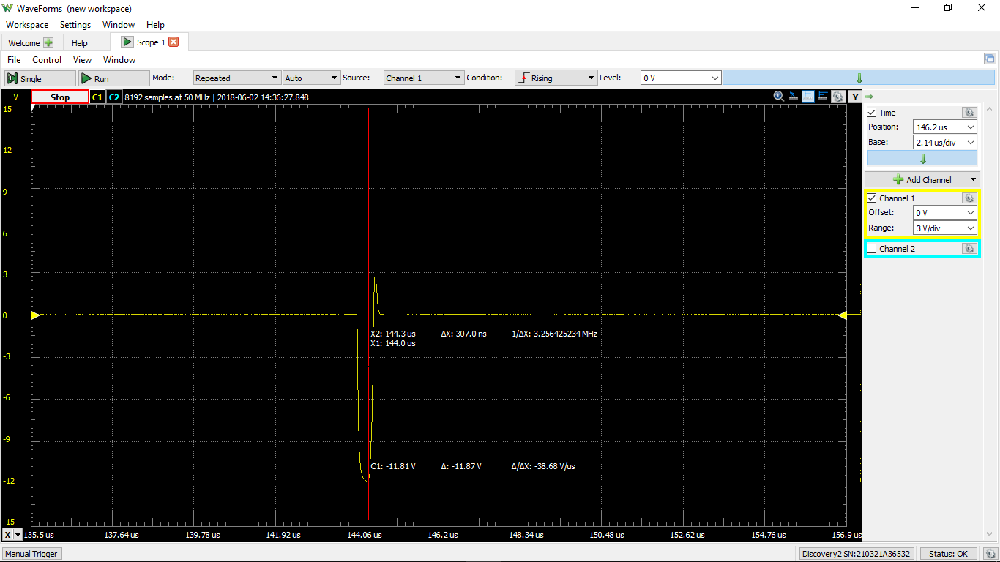 WaveForms (new workspace)
Workspace Settings Window Help
Welcome Help Scope 1
File Control View Window
Single Run Mode: Repeated Auto Source: Channel 1 Condition: Rising Level: 0 V
V Stop C1 C2 8192 samples at 50 MHz | 2018-06-02 14:36:27.848 Y
15
12
9
6
3
0
-3
-6
-9
-12
-15
X2: 144.3 us ΔX: 307.0 ns 1/ΔX: 3.256425234 MHz
X1: 144.0 us
C1: -11.81 V Δ: -11.87 V Δ/ΔX: -38.68 V/us
X 135.5 us 137.64 us 139.78 us 141.92 us 144.06 us 146.2 us 148.34 us 150.48 us 152.62 us 154.76 us 156.9 us
Time
Position: 146.2 us
Base: 2.14 us/div
Add Channel
Channel 1
Offset: 0 V
Range: 3 V/div
Channel 2
Manual Trigger Discovery2 SN:210321A36532 Status: OK